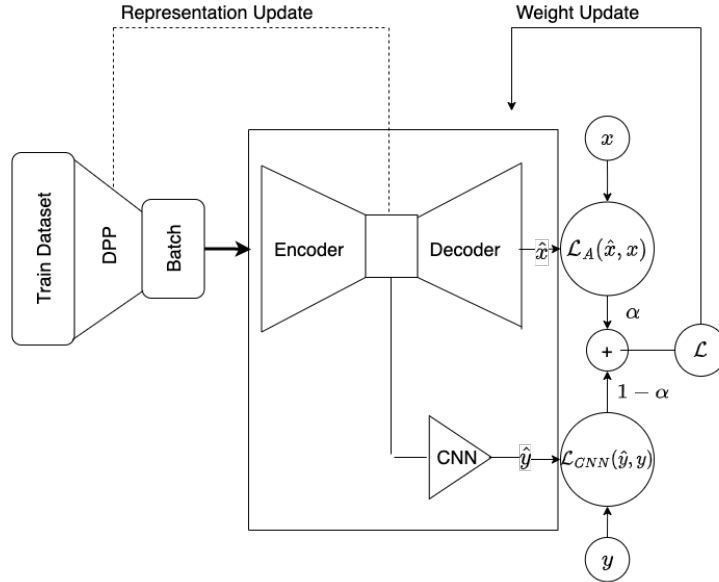 Representation Update
Weight Update
Train Dataset
DPP
Batch
Encoder
Decoder
CNN
x̂
ŷ
x
ℒ_A(x̂, x)
α
+
ℒ
1 − α
ℒ_CNN(ŷ, y)
y